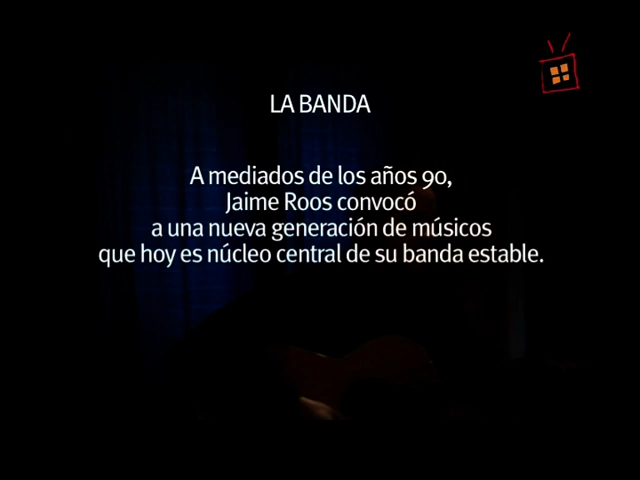 LA BANDA
A mediados de los años 90,
Jaime Roos convocó
a una nueva generación de músicos
que hoy es núcleo central de su banda estable.